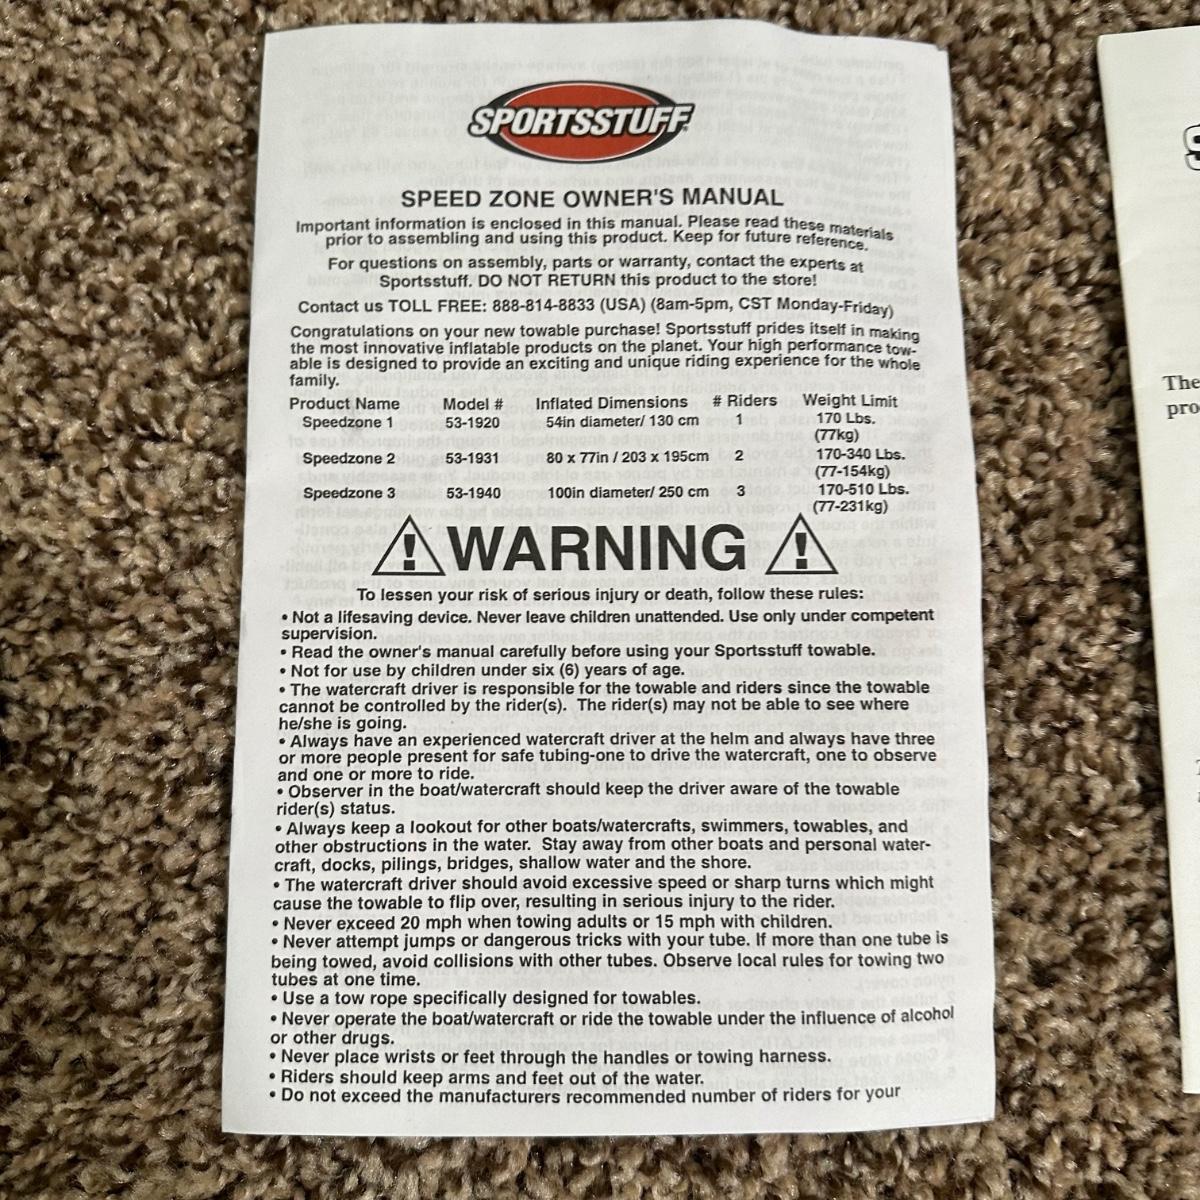 SPORTSSTUFF
SPEED ZONE OWNER'S MANUAL
Important information is enclosed in this manual. Please read these materials
prior to assembling and using this product. Keep for future reference.
For questions on assembly, parts or warranty, contact the experts at
Sportsstuff. DO NOT RETURN this product to the store!
Contact us TOLL FREE: 888-814-8833 (USA) (8am-5pm, CST Monday-Friday)
Congratulations on your new towable purchase! Sportsstuff prides itself in making
the most innovative inflatable products on the planet. Your high performance tow-
able is designed to provide an exciting and unique riding experience for the whole
family.
Product Name Model # Inflated Dimensions # Riders Weight Limit
Speedzone 1 53-1920 54in diameter/ 130 cm 1 170 Lbs.
(77kg)
Speedzone 2 53-1931 80 x 77in / 203 x 195cm 2 170-340 Lbs.
(77-154kg)
Speedzone 3 53-1940 100in diameter/ 250 cm 3 170-510 Lbs.
(77-231kg)
! WARNING !
To lessen your risk of serious injury or death, follow these rules:
• Not a lifesaving device. Never leave children unattended. Use only under competent
supervision.
• Read the owner's manual carefully before using your Sportsstuff towable.
• Not for use by children under six (6) years of age.
• The watercraft driver is responsible for the towable and riders since the towable
cannot be controlled by the rider(s). The rider(s) may not be able to see where
he/she is going.
• Always have an experienced watercraft driver at the helm and always have three
or more people present for safe tubing-one to drive the watercraft, one to observe
and one or more to ride.
• Observer in the boat/watercraft should keep the driver aware of the towable
rider(s) status.
• Always keep a lookout for other boats/watercrafts, swimmers, towables, and
other obstructions in the water. Stay away from other boats and personal water-
craft, docks, pilings, bridges, shallow water and the shore.
• The watercraft driver should avoid excessive speed or sharp turns which might
cause the towable to flip over, resulting in serious injury to the rider.
• Never exceed 20 mph when towing adults or 15 mph with children.
• Never attempt jumps or dangerous tricks with your tube. If more than one tube is
being towed, avoid collisions with other tubes. Observe local rules for towing two
tubes at one time.
• Use a tow rope specifically designed for towables.
• Never operate the boat/watercraft or ride the towable under the influence of alcohol
or other drugs.
• Never place wrists or feet through the handles or towing harness.
• Riders should keep arms and feet out of the water.
• Do not exceed the manufacturers recommended number of riders for your
The
pro